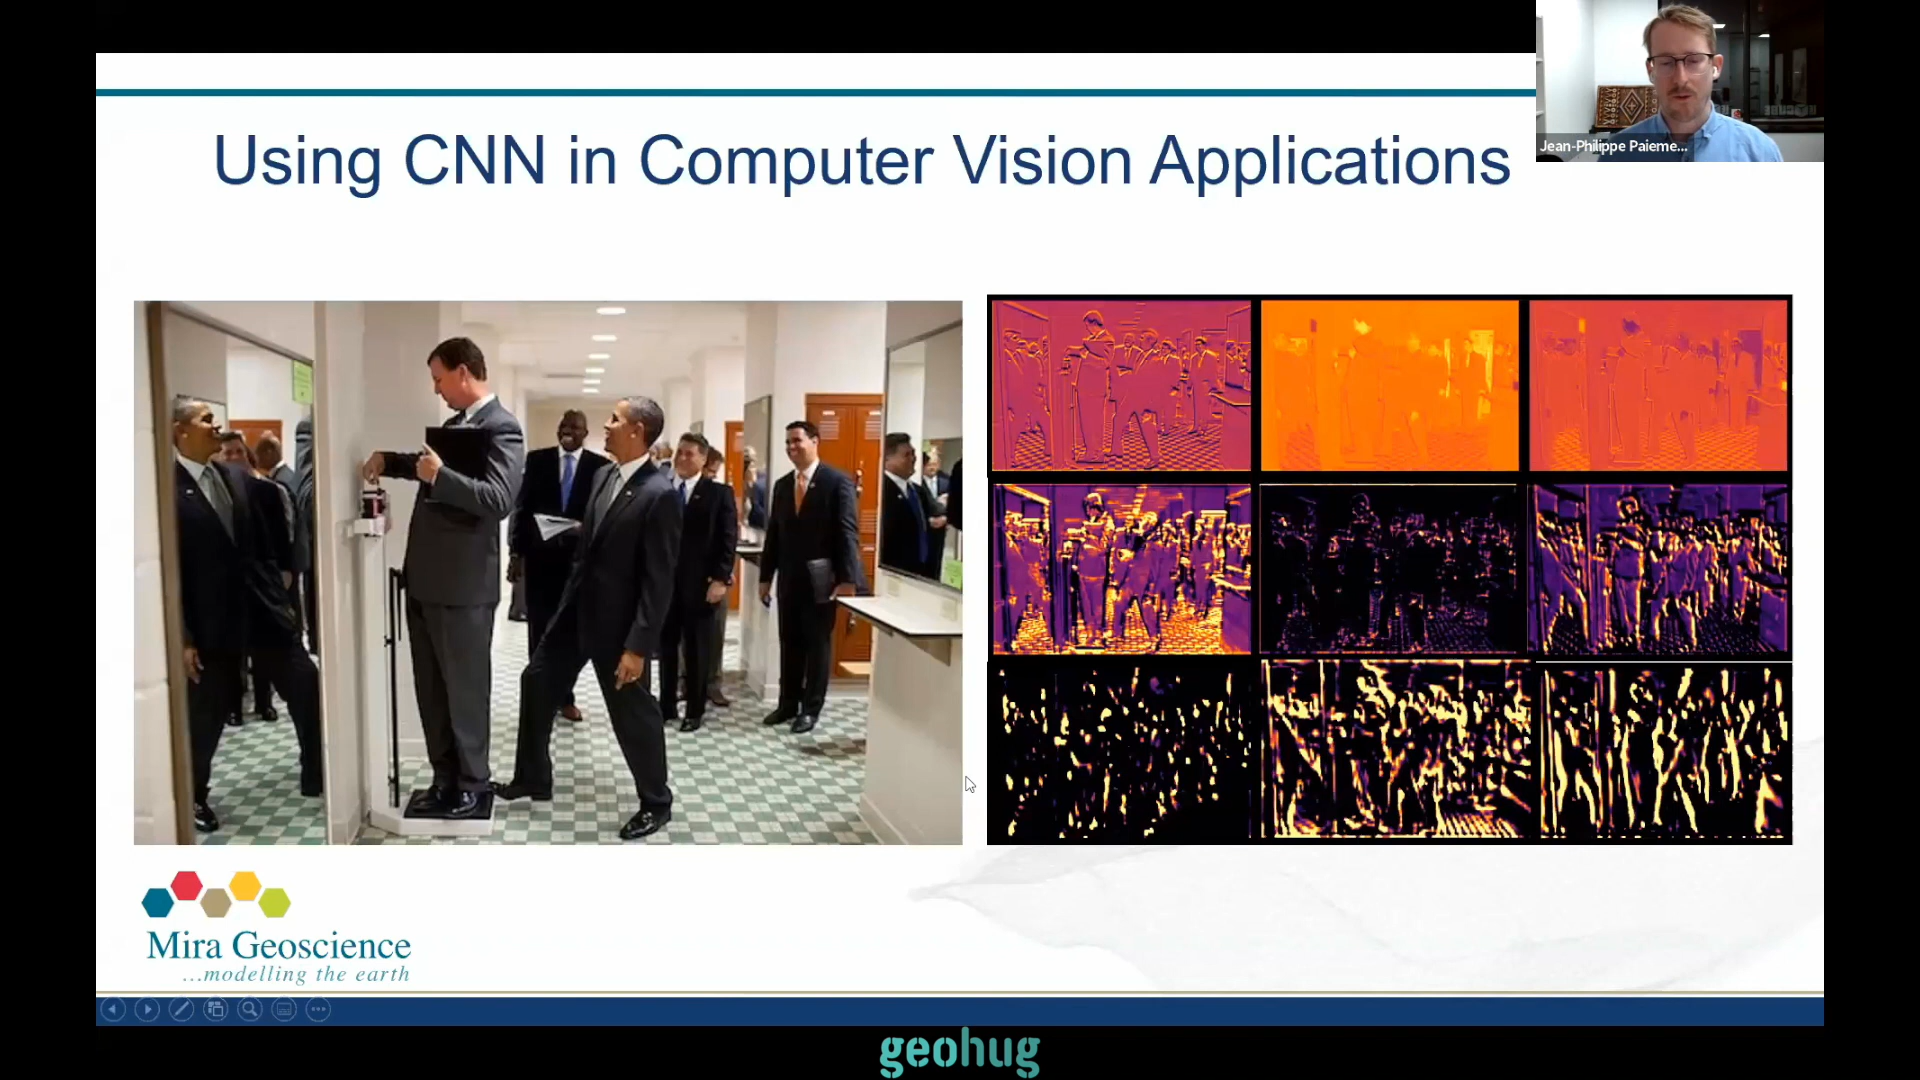 Using CNN in Computer Vision Applications
Jean-Philippe Paieme...
Mira Geoscience
...modelling the earth
geohug